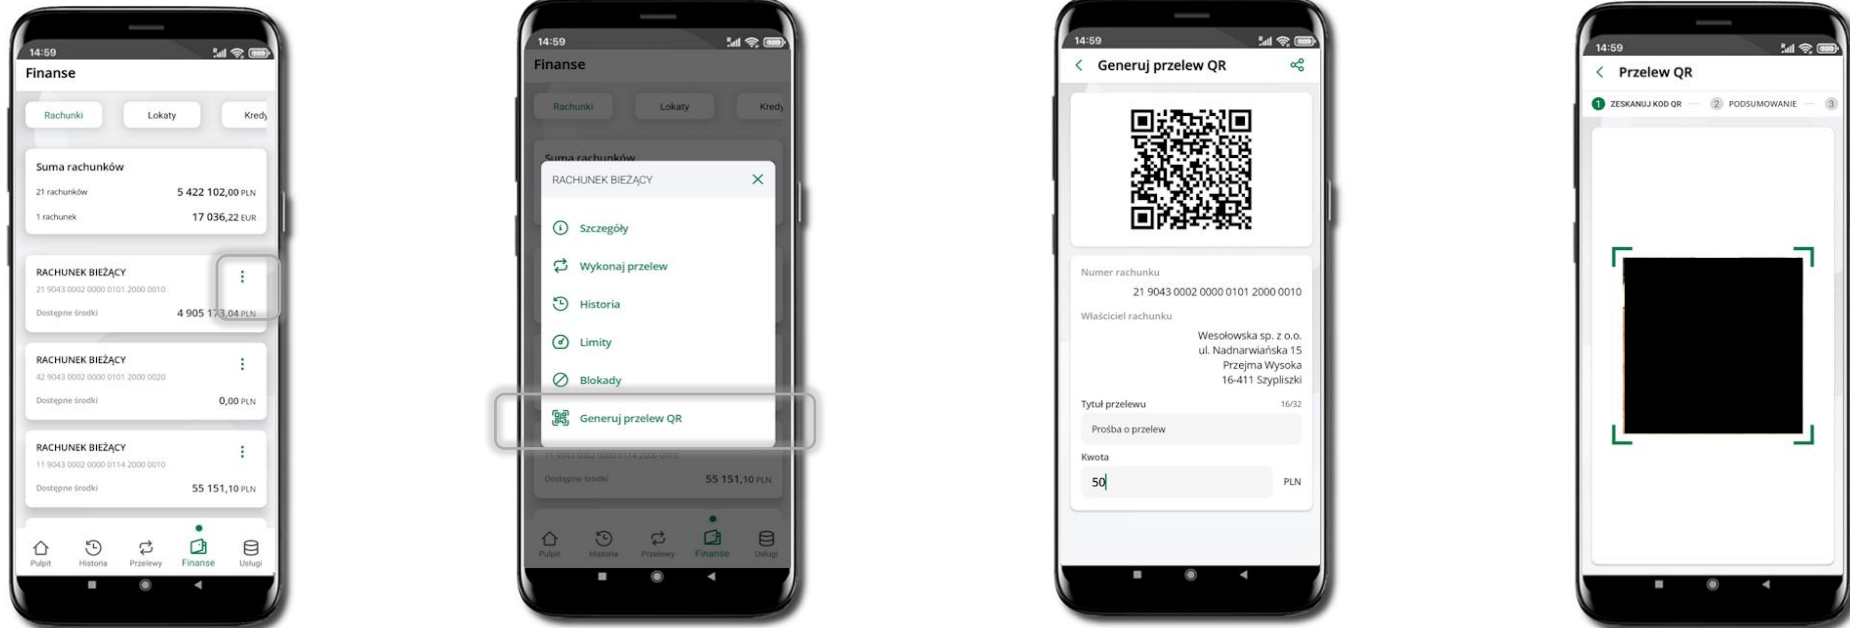 14:59
Finanse
Rachunki Lokaty Kredy
Suma rachunków
21 rachunków 5 422 102,00 PLN
1 rachunek 17 036,22 EUR
RACHUNEK BIEŻĄCY
21 9043 0002 0000 0101 2000 0010
Dostępne środki 4 905 173,04 PLN
RACHUNEK BIEŻĄCY
42 9043 0002 0000 0101 2000 0020
Dostępne środki 0,00 PLN
RACHUNEK BIEŻĄCY
11 9043 0002 0000 0114 2000 0010
Dostępne środki 55 151,10 PLN
Pulpit Historia Przelewy Finanse Usługi
14:59
Finanse
Rachunki Lokaty Kredy
Suma rachunków
RACHUNEK BIEŻĄCY
Szczegóły
Wykonaj przelew
Historia
Limity
Blokady
Generuj przelew QR
11 9043 0002 0000 0114 2000 0010
Dostępne środki 55 151,10 PLN
Pulpit Historia Przelewy Finanse Usługi
14:59
Generuj przelew QR
Numer rachunku
21 9043 0002 0000 0101 2000 0010
Właściciel rachunku
Wesołowska sp. z o.o.
ul. Nadnarwiańska 15
Przejma Wysoka
16-411 Szypliszki
Tytuł przelewu 16/32
Prośba o przelew
Kwota
50 PLN
14:59
Przelew QR
1 ZESKANUJ KOD QR 2 PODSUMOWANIE 3